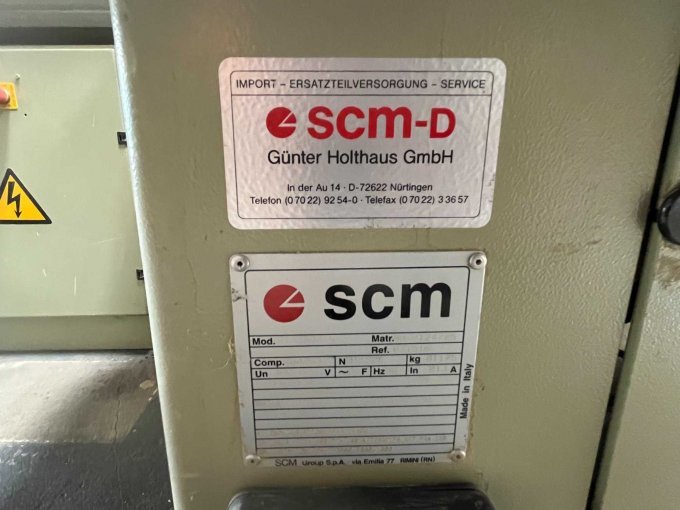 IMPORT – ERSATZTEILVERSORGUNG – SERVICE
scm-D
Günter Holthaus GmbH
In der Au 14 · D-72622 Nürtingen
Telefon (0 70 22) 92 54-0 · Telefax (0 70 22) 3 36 57
scm
Mod. Matr.
Ref.
Comp. N kg
Un V ~ F Hz In A
Made in Italy
SCM Group S.p.A. via Emilia 77 RIMINI (RN)